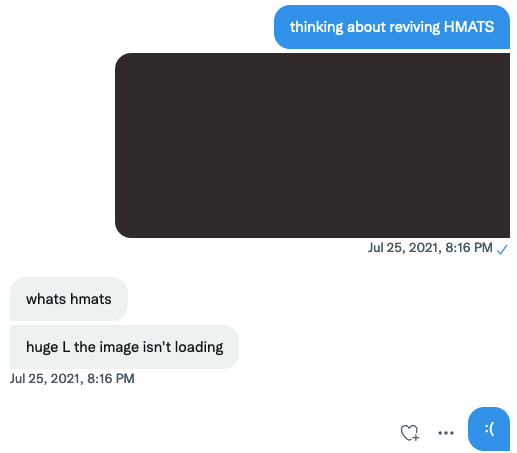 thinking about reviving HMATS
Jul 25, 2021, 8:16 PM
whats hmats
huge L the image isn't loading
Jul 25, 2021, 8:16 PM
:(